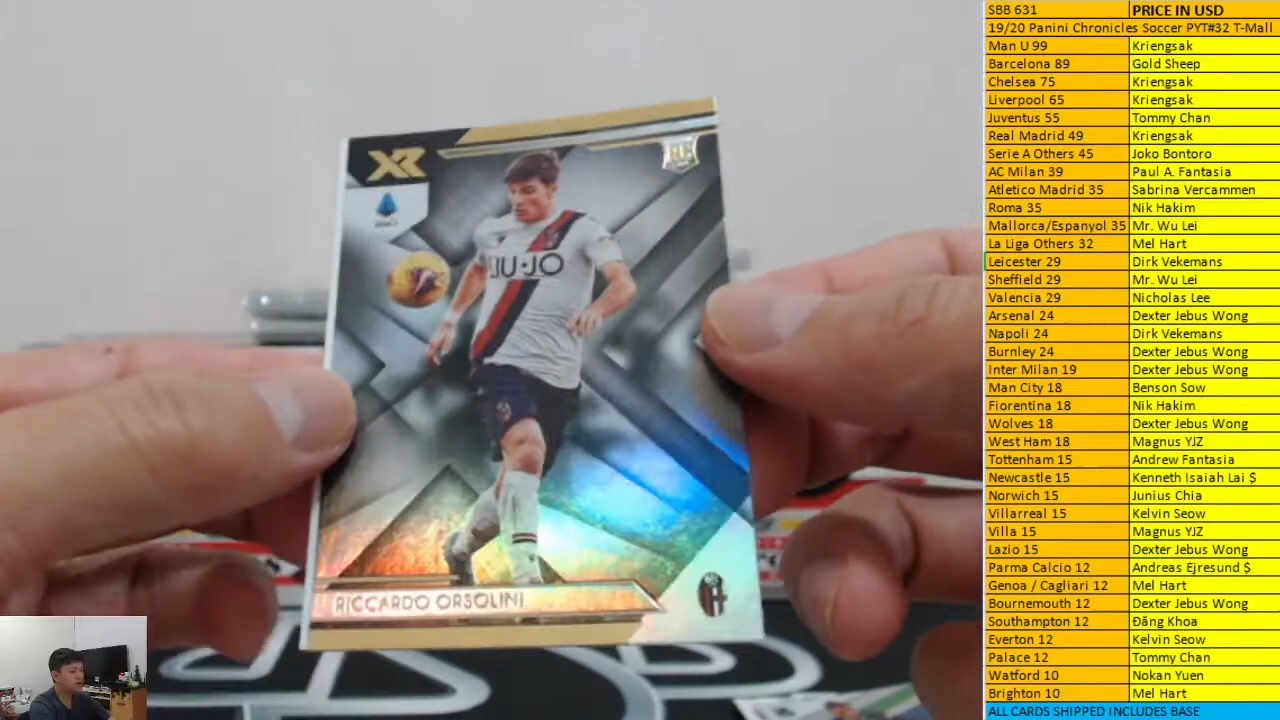 XR
RC
LIU·JO
RICCARDO ORSOLINI
SBB 631 PRICE IN USD
19/20 Panini Chronicles Soccer PYT#32 T-Mall
Man U 99 Kriengsak
Barcelona 89 Gold Sheep
Chelsea 75 Kriengsak
Liverpool 65 Kriengsak
Juventus 55 Tommy Chan
Real Madrid 49 Kriengsak
Serie A Others 45 Joko Bontoro
AC Milan 39 Paul A. Fantasia
Atletico Madrid 35 Sabrina Vercammen
Roma 35 Nik Hakim
Mallorca/Espanyol 35 Mr. Wu Lei
La Liga Others 32 Mel Hart
Leicester 29 Dirk Vekemans
Sheffield 29 Mr. Wu Lei
Valencia 29 Nicholas Lee
Arsenal 24 Dexter Jebus Wong
Napoli 24 Dirk Vekemans
Burnley 24 Dexter Jebus Wong
Inter Milan 19 Dexter Jebus Wong
Man City 18 Benson Sow
Fiorentina 18 Nik Hakim
Wolves 18 Dexter Jebus Wong
West Ham 18 Magnus YJZ
Tottenham 15 Andrew Fantasia
Newcastle 15 Kenneth Isaiah Lai $
Norwich 15 Junius Chia
Villarreal 15 Kelvin Seow
Villa 15 Magnus YJZ
Lazio 15 Dexter Jebus Wong
Parma Calcio 12 Andreas Ejresund $
Genoa / Cagliari 12 Mel Hart
Bournemouth 12 Dexter Jebus Wong
Southampton 12 Đăng Khoa
Everton 12 Kelvin Seow
Palace 12 Tommy Chan
Watford 10 Nokan Yuen
Brighton 10 Mel Hart
ALL CARDS SHIPPED INCLUDES BASE